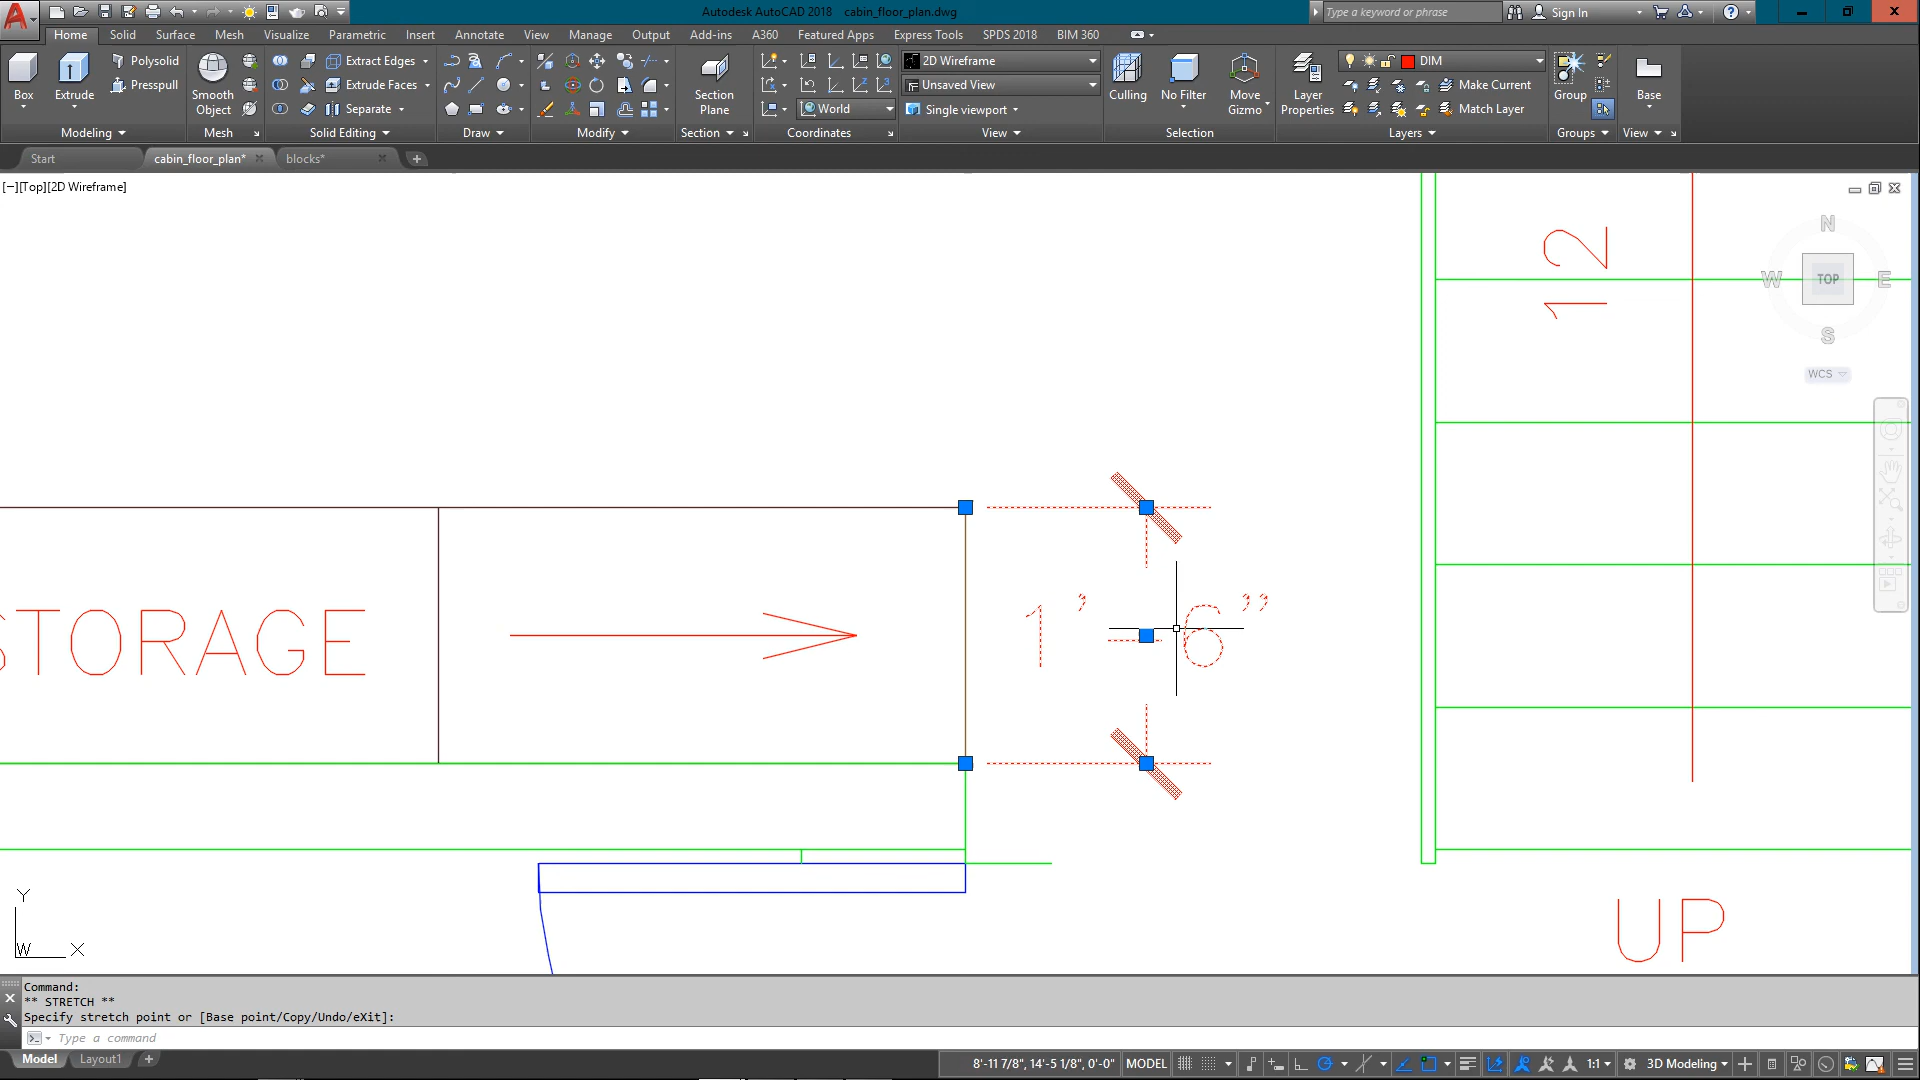 Autodesk AutoCAD 2018 cabin_floor_plan.dwg
Type a keyword or phrase
Sign In
Home Solid Surface Mesh Visualize Parametric Insert Annotate View Manage Output Add-ins A360 Featured Apps Express Tools SPDS 2018 BIM 360
Box
Extrude
Polysolid
Presspull
Modeling
Smooth Object
Mesh
Extract Edges
Extrude Faces
Separate
Solid Editing
Draw
Modify
Section Plane
Section
World
Coordinates
2D Wireframe
Unsaved View
Single viewport
View
Culling
No Filter
Move Gizmo
Selection
Layer Properties
DIM
Make Current
Match Layer
Layers
Group
Groups
Base
View
Start cabin_floor_plan* blocks*
[−][Top][2D Wireframe]
12
N
W TOP E
S
WCS
STORAGE
1'-6"
UP
Y
W X
Command:
** STRETCH **
Specify stretch point or [Base point/Copy/Undo/eXit]:
Type a command
Model Layout1
8'-11 7/8", 14'-5 1/8", 0'-0" MODEL 1:1 3D Modeling